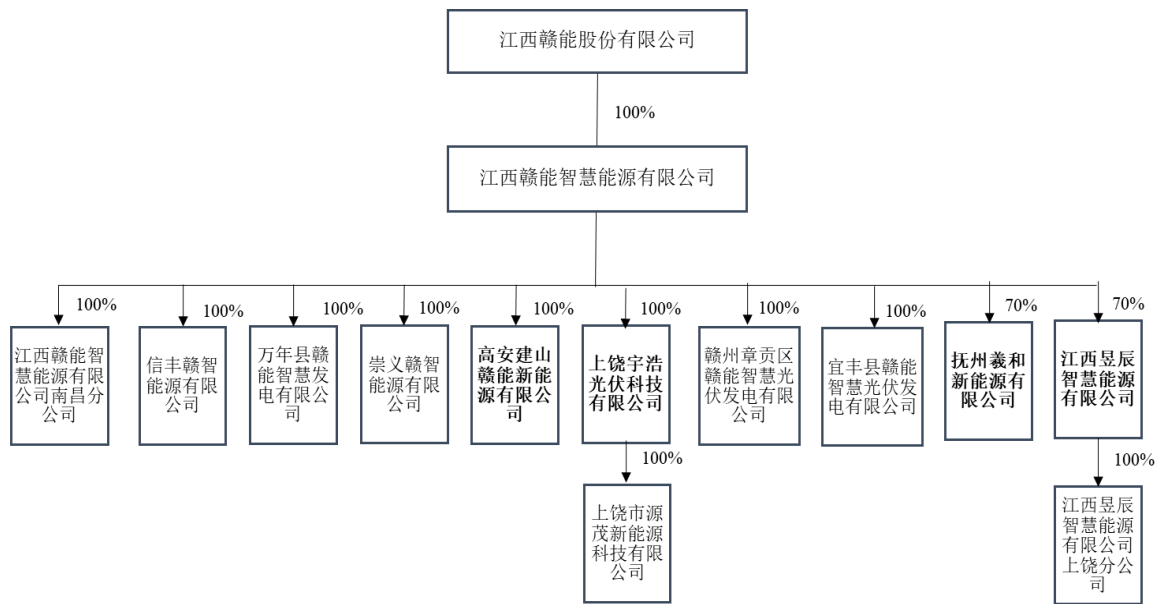 江西赣能股份有限公司
100%
江西赣能智慧能源有限公司
100%
100%
100%
100%
100%
100%
100%
100%
70%
70%
江西赣能智
慧能源有限
公司南昌分
公司
信丰赣智
能源有限
公司
万年县赣
能智慧发
电有限公
司
崇义赣智
能源有限
公司
高安建山
赣能新能
源有限公
司
上饶宇浩
光伏科技
有限公司
赣州章贡区
赣能智慧光
伏发电有限
公司
宜丰县赣能
智慧光伏发
电有限公司
抚州羲和
新能源有
限公司
江西昱辰
智慧能源
有限公司
100%
100%
上饶市源
茂新能源
科技有限
公司
江西昱辰
智慧能源
有限公司
上饶分公
司